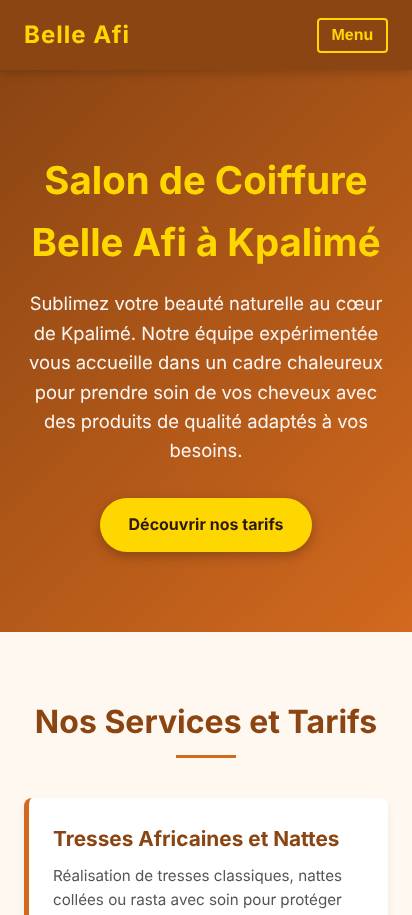 Belle Afi
Menu
Salon de Coiffure
Belle Afi à Kpalimé
Sublimez votre beauté naturelle au cœur
de Kpalimé. Notre équipe expérimentée
vous accueille dans un cadre chaleureux
pour prendre soin de vos cheveux avec
des produits de qualité adaptés à vos
besoins.
Découvrir nos tarifs
Nos Services et Tarifs
Tresses Africaines et Nattes
Réalisation de tresses classiques, nattes
collées ou rasta avec soin pour protéger